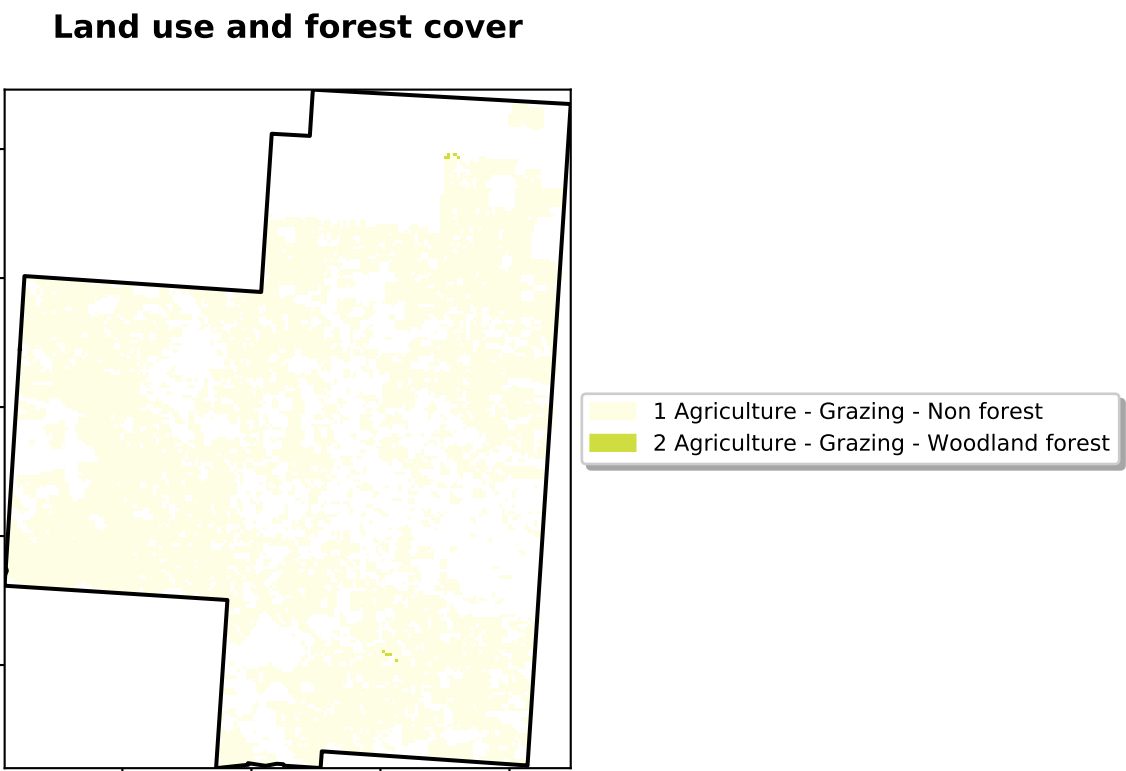 Land use and forest cover
1 Agriculture - Grazing - Non forest
2 Agriculture - Grazing - Woodland forest